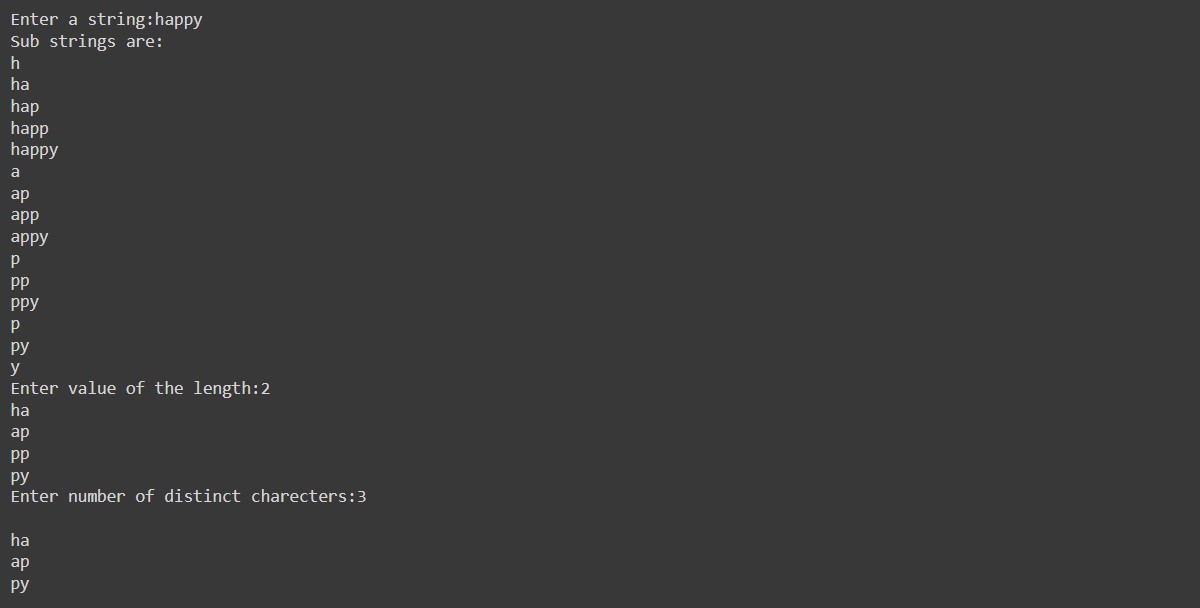 Enter a string:happy
Sub strings are:
h
ha
hap
happ
happy
a
ap
app
appy
p
pp
ppy
p
py
y
Enter value of the length:2
ha
ap
pp
py
Enter number of distinct charecters:3
ha
ap
py